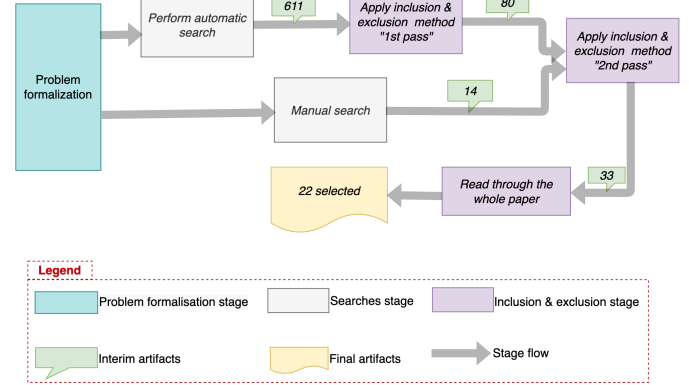 611
80
Perform automatic
search
Apply inclusion &
exclusion method
"1st pass"
Apply inclusion &
exclusion method
"2nd pass"
Problem
formalization
Manual search
14
22 selected
Read through the
whole paper
33
Legend
Problem formalisation stage
Searches stage
Inclusion & exclusion stage
Interim artifacts
Final artifacts
Stage flow